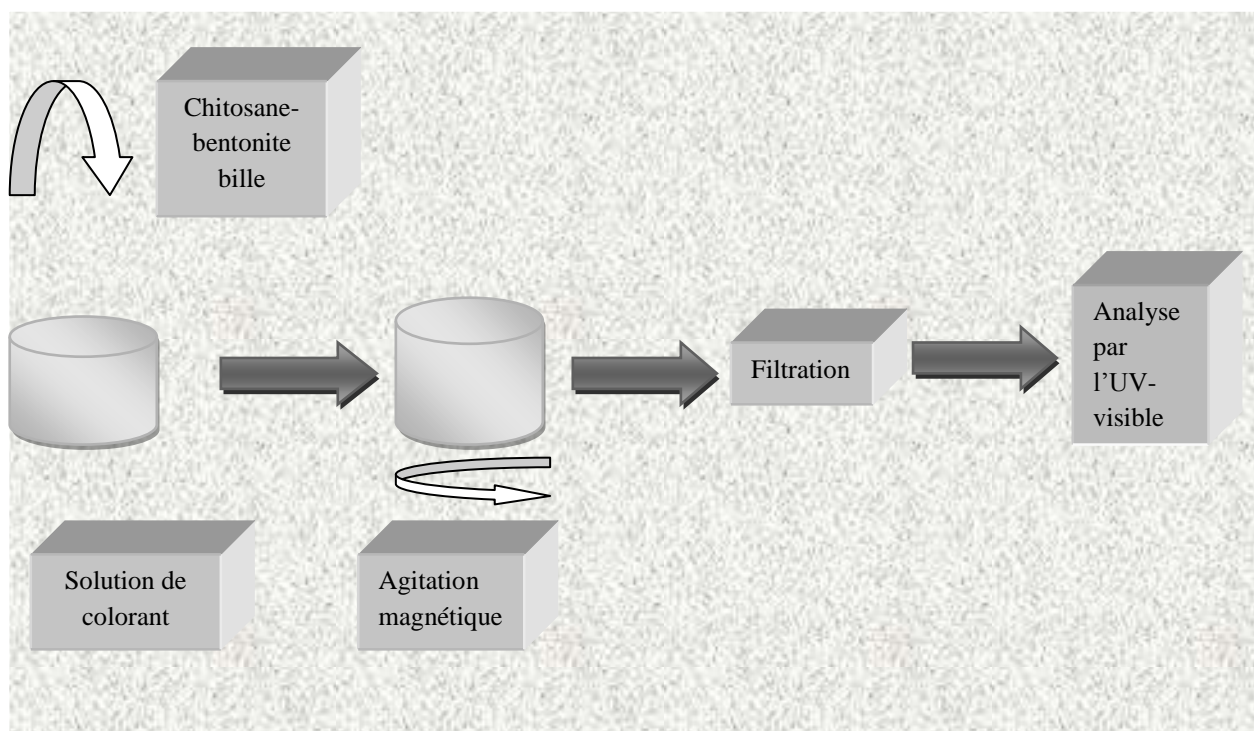 Chitosane-
bentonite
bille
Filtration
Analyse
par
l’UV-
visible
Solution de
colorant
Agitation
magnétique